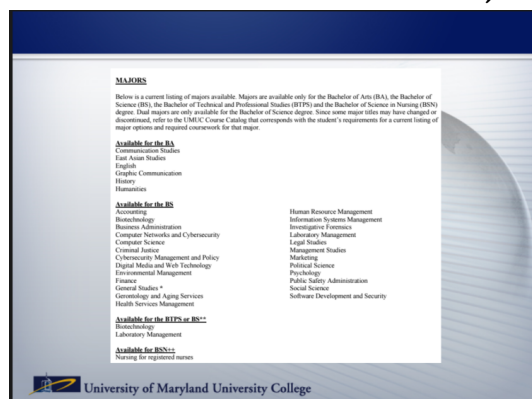 MAJORS
Below is a current listing of majors available. Majors are available only for the Bachelor of Arts (BA), the Bachelor of
Science (BS), the Bachelor of Technical and Professional Studies (BTPS) and the Bachelor of Science in Nursing (BSN)
degree. Dual majors are only available for the Bachelor of Science degree. Since some major titles may have changed or
discontinued, refer to the UMUC Course Catalog that corresponds with the student's requirements for a current listing of
major options and required coursework for that major.
Available for the BA
Communication Studies
East Asian Studies
English
Graphic Communication
History
Humanities
Available for the BS
Accounting
Biotechnology
Business Administration
Computer Networks and Cybersecurity
Computer Science
Criminal Justice
Cybersecurity Management and Policy
Digital Media and Web Technology
Environmental Management
Finance
General Studies *
Gerontology and Aging Services
Health Services Management
Human Resource Management
Information Systems Management
Investigative Forensics
Laboratory Management
Legal Studies
Management Studies
Marketing
Political Science
Psychology
Public Safety Administration
Social Science
Software Development and Security
Available for the BTPS or BS**
Biotechnology
Laboratory Management
Available for BSN++
Nursing for registered nurses
University of Maryland University College